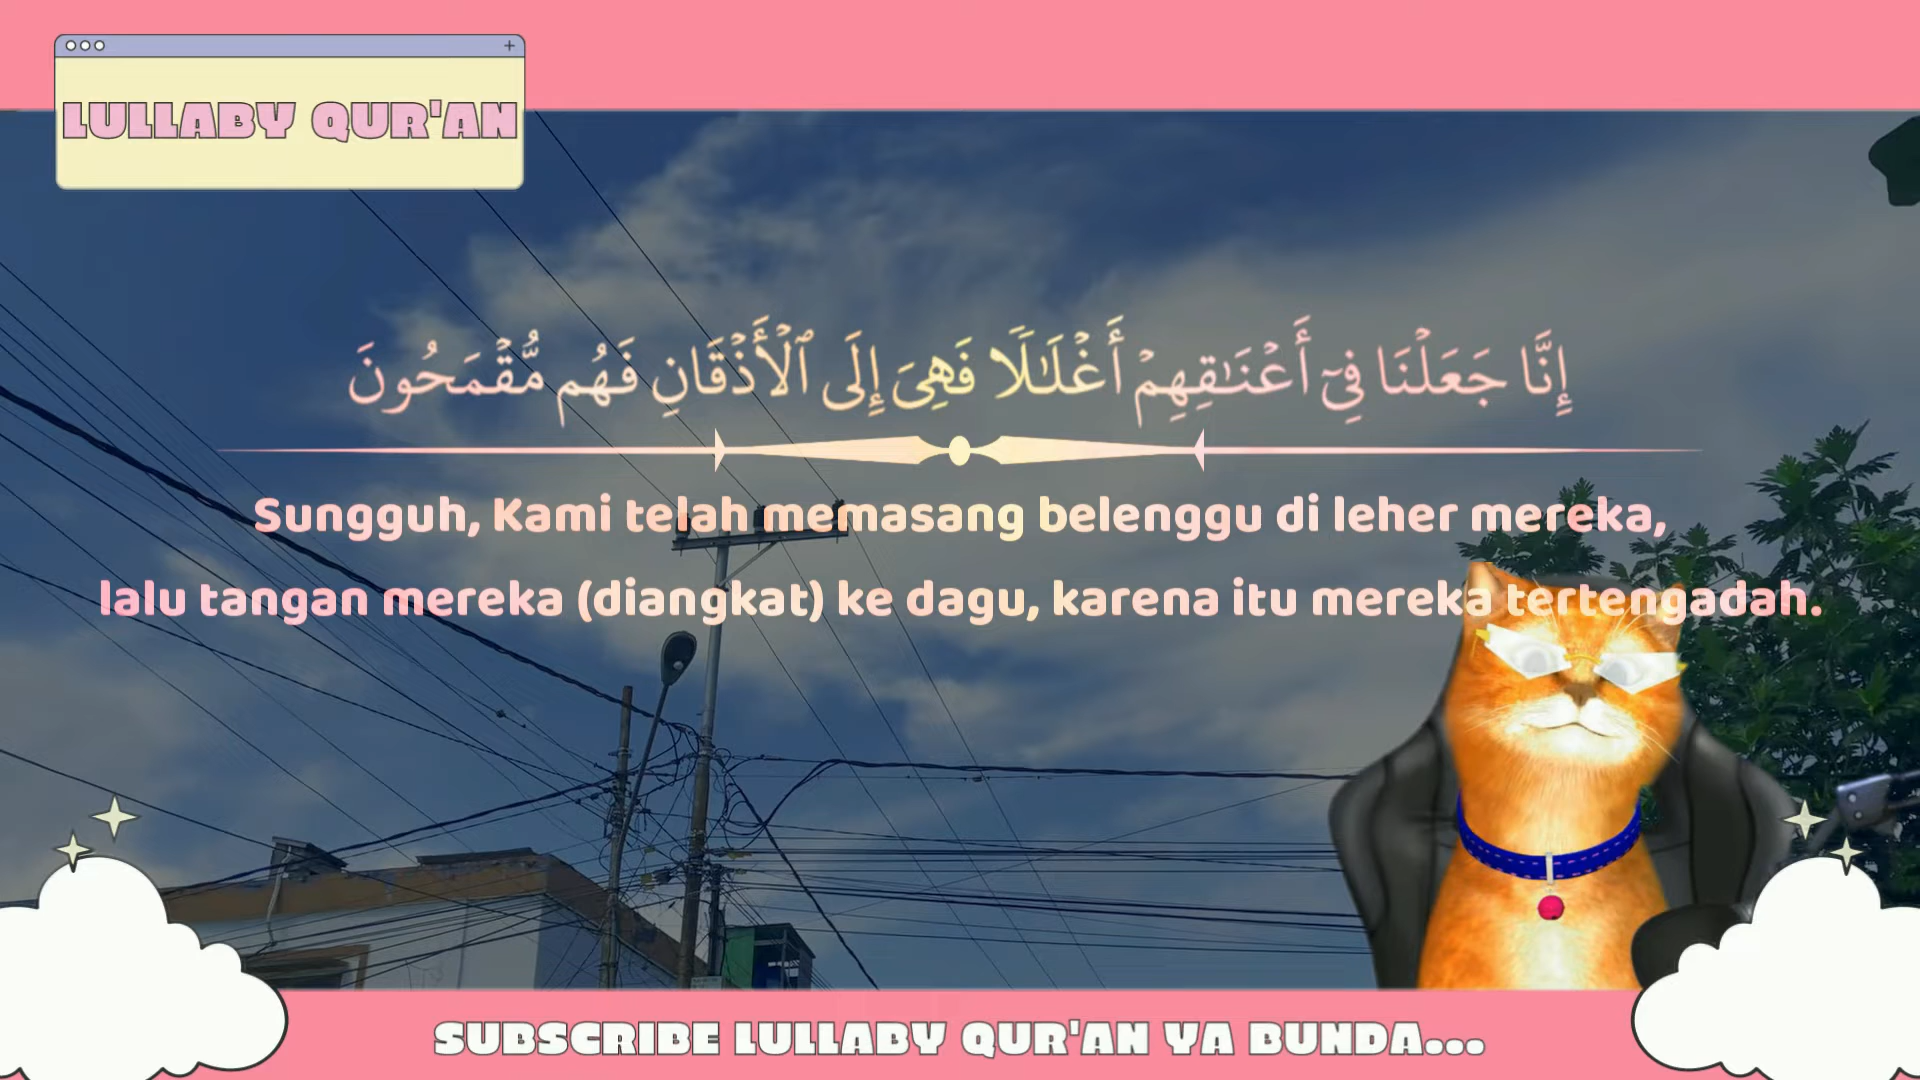 LULLABY QUR'AN
إِنَّا جَعَلْنَا فِىٓ أَعْنَـٰقِهِمْ أَغْلَـٰلًا فَهِىَ إِلَى ٱلْأَذْقَانِ فَهُم مُّقْمَحُونَ
Sungguh, Kami telah memasang belenggu di leher mereka,
lalu tangan mereka (diangkat) ke dagu, karena itu mereka tertengadah.
SUBSCRIBE LULLABY QUR'AN YA BUNDA...